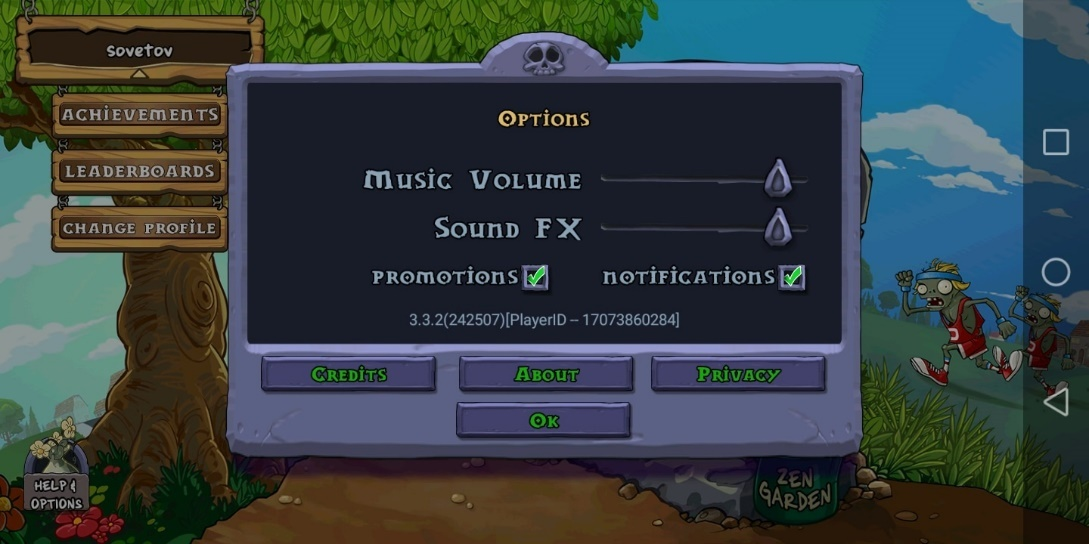 Sovetov
ACHIEVEMENTS
LEADERBOARDS
CHANGE PROFILE
Options
Music Volume
Sound FX
Promotions
Notifications
3.3.2(242507)[PlayerID – 17073860284]
Credits
About
Privacy
Ok
HELP &
OPTIONS
ZEN
GARDEN